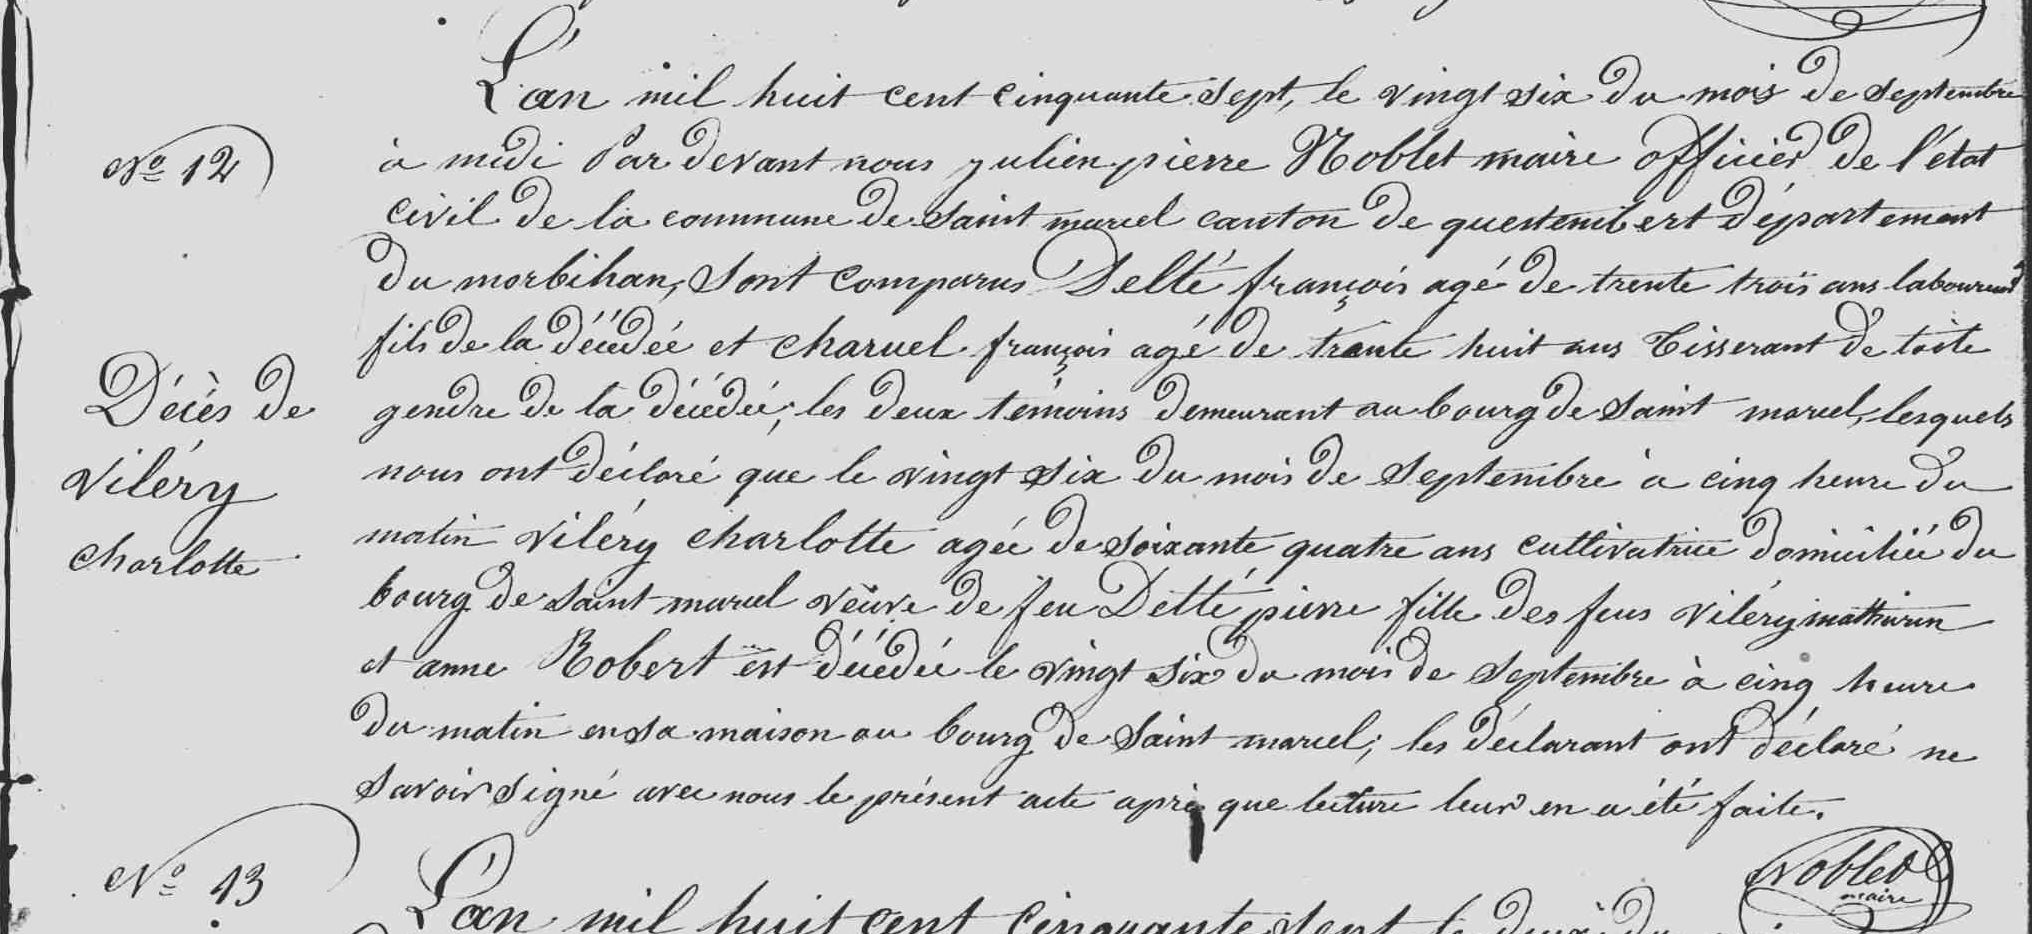 L'an mil huit cent cinquante sept, le vingt six du mois de septembre
N° 12
à midi Par devant nous julien pierre Noblet maire officier de l'état
civil de la commune de saint marcel canton de questembert département
du morbihan, sont comparus Delté françois agé de trente trois ans laboureur
fils de la décédée et charuel françois agé de trente huit ans Tisserant de toile
Décès de
Viléry
charlotte
gendre de la décédée; les deux témoins demeurant au bourg de saint marcel, lesquels
nous ont déclaré que le vingt six du mois de septembre à cinq heure du
matin Viléry charlotte agée de soixante quatre ans cultivatrice domiciliée du
bourg de saint marcel veuve de feu Delté pierre fille des feus Viléry mathurin
et anne Robert est décédée le vingt six du mois de septembre à cinq heure
du matin en sa maison au bourg de saint marcel; les déclarant ont déclaré ne
savoir signé avec nous le présent acte après que lecture leur en a été faite.
Noblet
maire
N° 13
L'an mil huit cent cinquante sept le